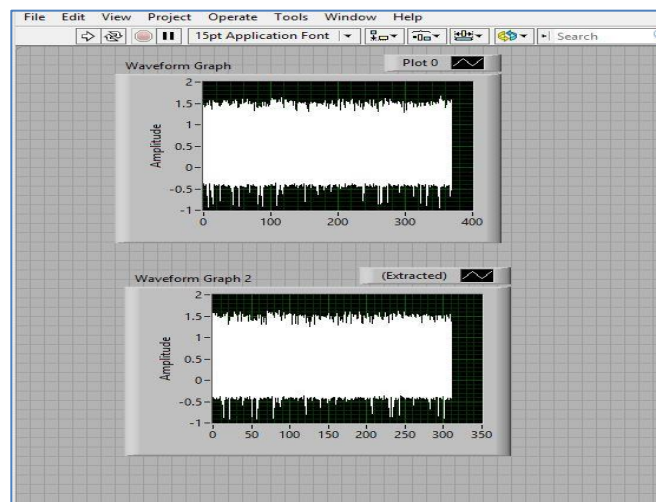 File Edit View Project Operate Tools Window Help
15pt Application Font Search
Waveform Graph Plot 0
2
1.5
1
0.5
0
-0.5
-1
Amplitude
0 100 200 300 400
Waveform Graph 2 (Extracted)
2
1.5
1
0.5
0
-0.5
-1
Amplitude
0 50 100 150 200 250 300 350